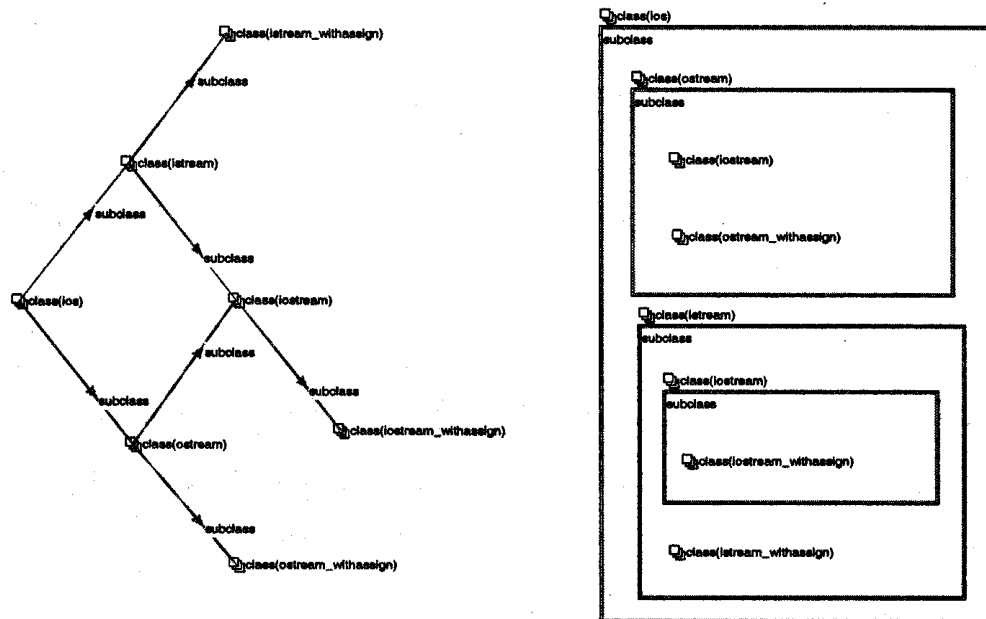 class(istream_withassign)
subclass
class(istream)
subclass
subclass
class(ios)
class(iostream)
subclass
subclass
subclass
class(iostream_withassign)
class(ostream)
subclass
class(ostream_withassign)
class(ios)
subclass
class(ostream)
subclass
class(iostream)
class(ostream_withassign)
class(istream)
subclass
class(iostream)
subclass
class(iostream_withassign)
class(istream_withassign)